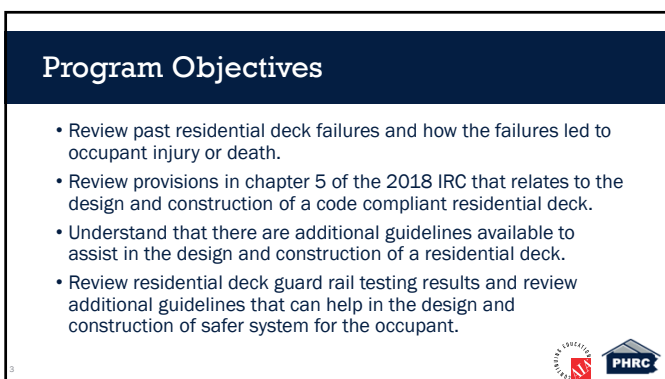 Program Objectives
• Review past residential deck failures and how the failures led to
occupant injury or death.
• Review provisions in chapter 5 of the 2018 IRC that relates to the
design and construction of a code compliant residential deck.
• Understand that there are additional guidelines available to
assist in the design and construction of a residential deck.
• Review residential deck guard rail testing results and review
additional guidelines that can help in the design and
construction of safer system for the occupant.
3
CONTINUING EDUCATION
AIA
PHRC